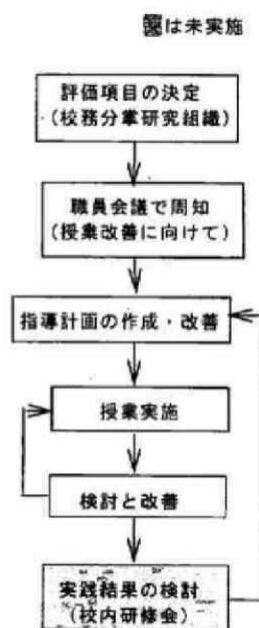 は未実施
評価項目の決定
(校務分掌研究組織)
職員会議で周知
(授業改善に向けて)
指導計画の作成・改善
授業実施
検討と改善
実践結果の検討
(校内研修会)